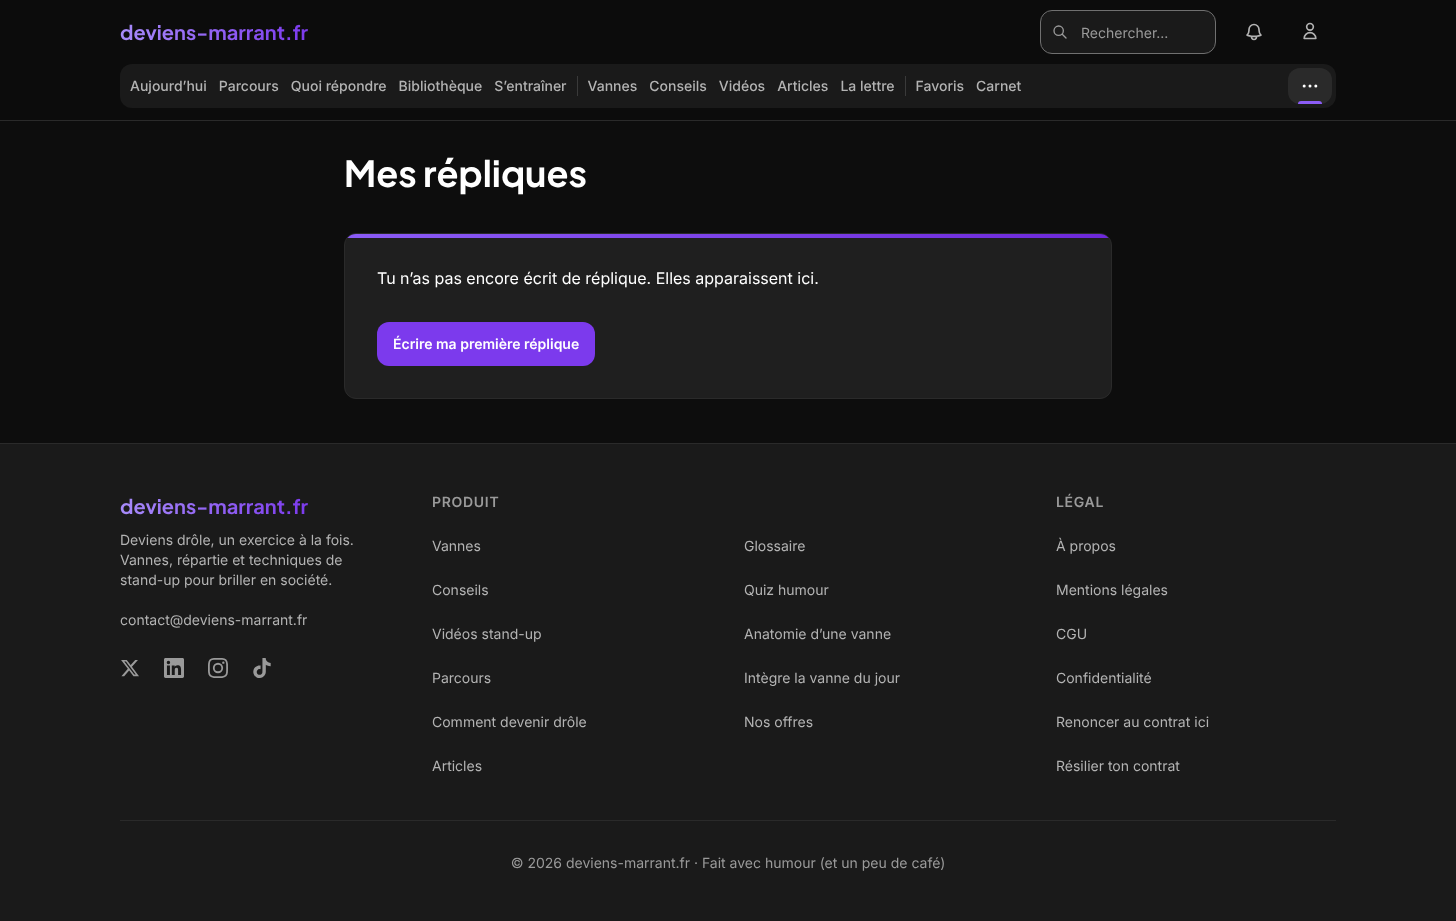 deviens-marrant.fr
Rechercher...
Aujourd’hui Parcours Quoi répondre Bibliothèque S’entraîner Vannes Conseils Vidéos Articles La lettre Favoris Carnet
Mes répliques
Tu n’as pas encore écrit de réplique. Elles apparaissent ici.
Écrire ma première réplique
deviens-marrant.fr
Deviens drôle, un exercice à la fois.
Vannes, répartie et techniques de
stand-up pour briller en société.
contact@deviens-marrant.fr
PRODUIT
Vannes
Conseils
Vidéos stand-up
Parcours
Comment devenir drôle
Articles
Glossaire
Quiz humour
Anatomie d’une vanne
Intègre la vanne du jour
Nos offres
LÉGAL
À propos
Mentions légales
CGU
Confidentialité
Renoncer au contrat ici
Résilier ton contrat
© 2026 deviens-marrant.fr · Fait avec humour (et un peu de café)